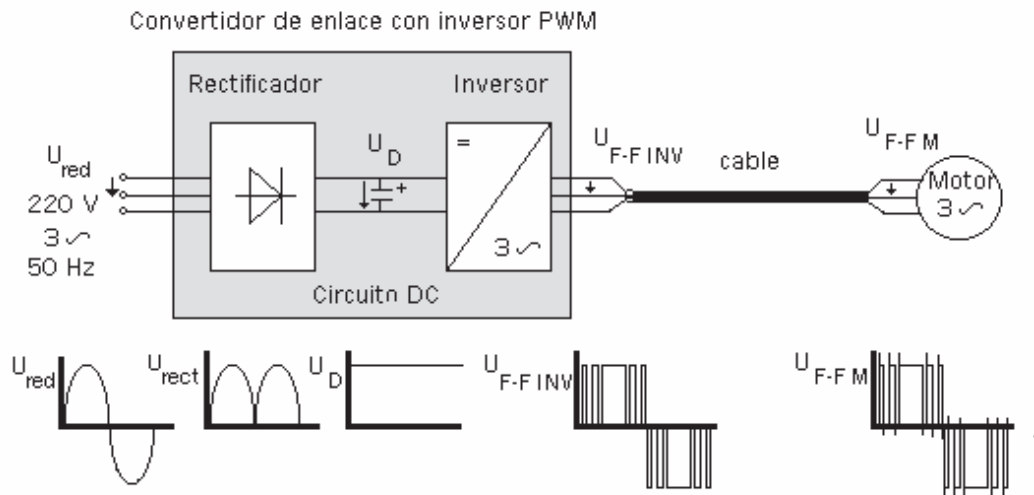 Convertidor de enlace con inversor PWM
Rectificador
Inversor
U red
220 V
3 ~
50 Hz
U D
+
=
3 ~
Circuito DC
U F-F INV
cable
U F-F M
Motor
3 ~
U red
U rect
U D
U F-F INV
U F-F M